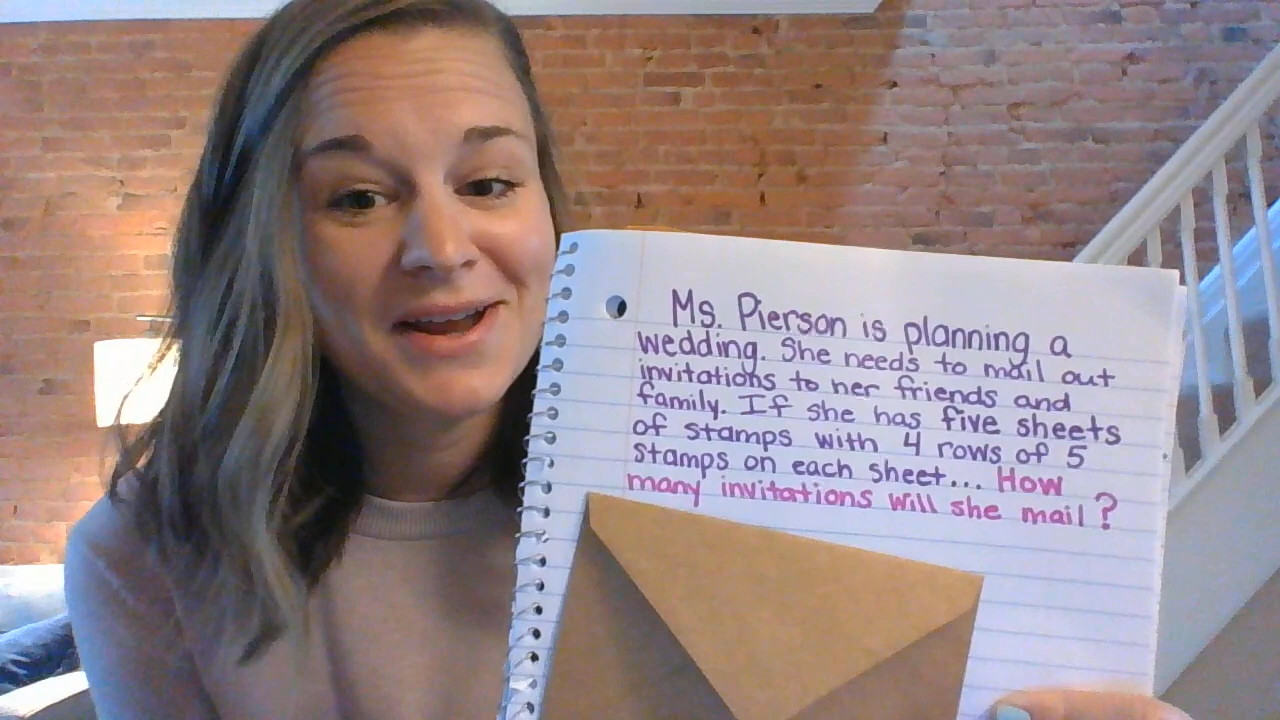 Ms. Pierson is planning a
wedding. She needs to mail out
invitations to her friends and
family. If she has five sheets
of stamps with 4 rows of 5
stamps on each sheet... How
many invitations will she mail?